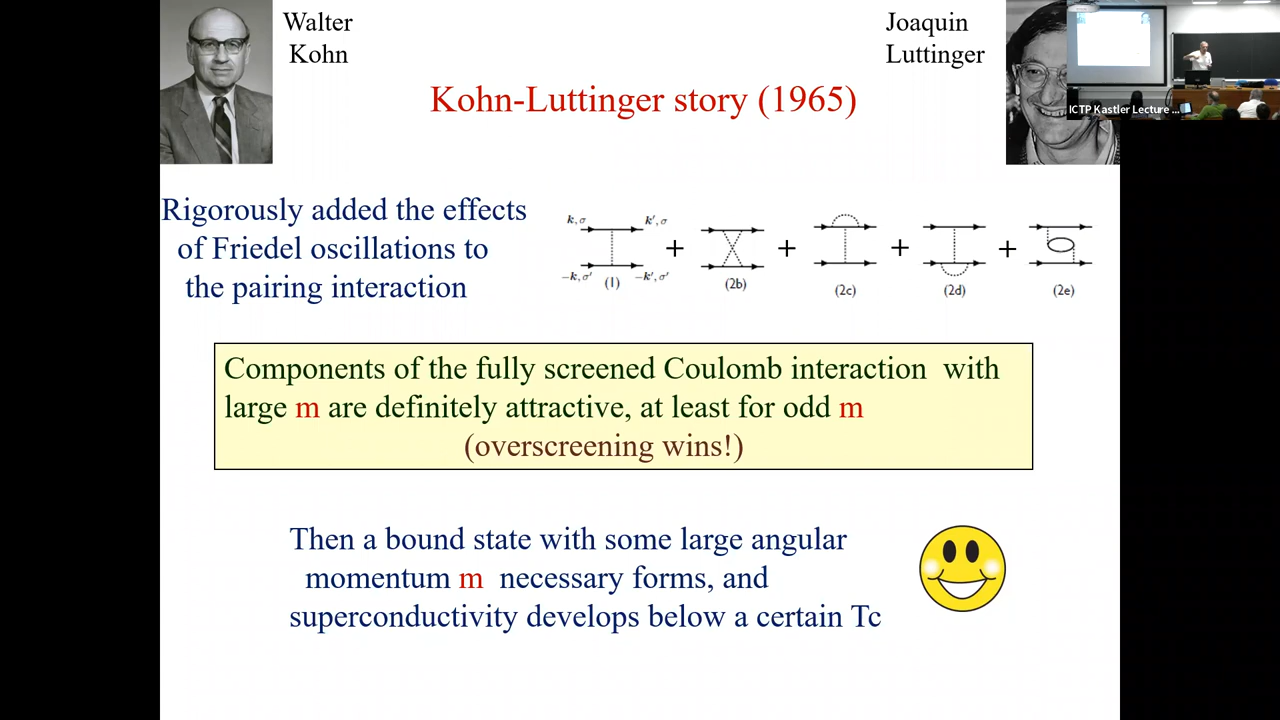 Walter
Kohn
Joaquin
Luttinger
ICTP Kastler Lecture ...
Kohn-Luttinger story (1965)
Rigorously added the effects
of Friedel oscillations to
the pairing interaction
k, σ k′, σ
−k, σ′ (1) −k′, σ′
+
(2b)
+
(2c)
+
(2d)
+
(2e)
Components of the fully screened Coulomb interaction with
large m are definitely attractive, at least for odd m
(overscreening wins!)
Then a bound state with some large angular
momentum m necessary forms, and
superconductivity develops below a certain Tc